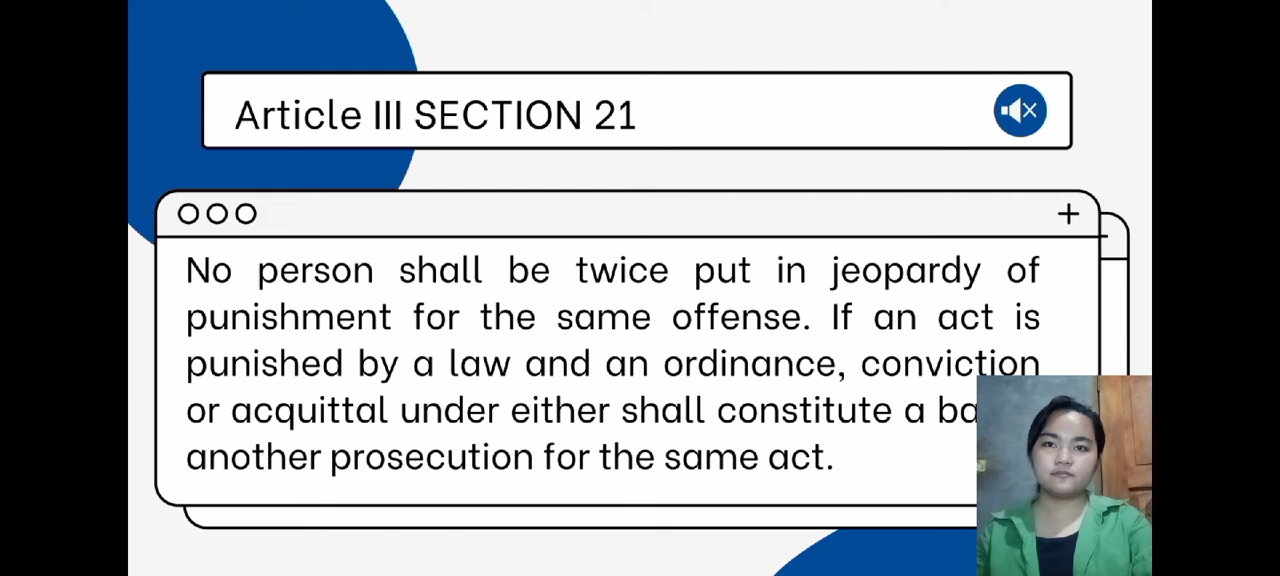 Article III SECTION 21
No person shall be twice put in jeopardy of
punishment for the same offense. If an act is
punished by a law and an ordinance, conviction
or acquittal under either shall constitute a
another prosecution for the same act.